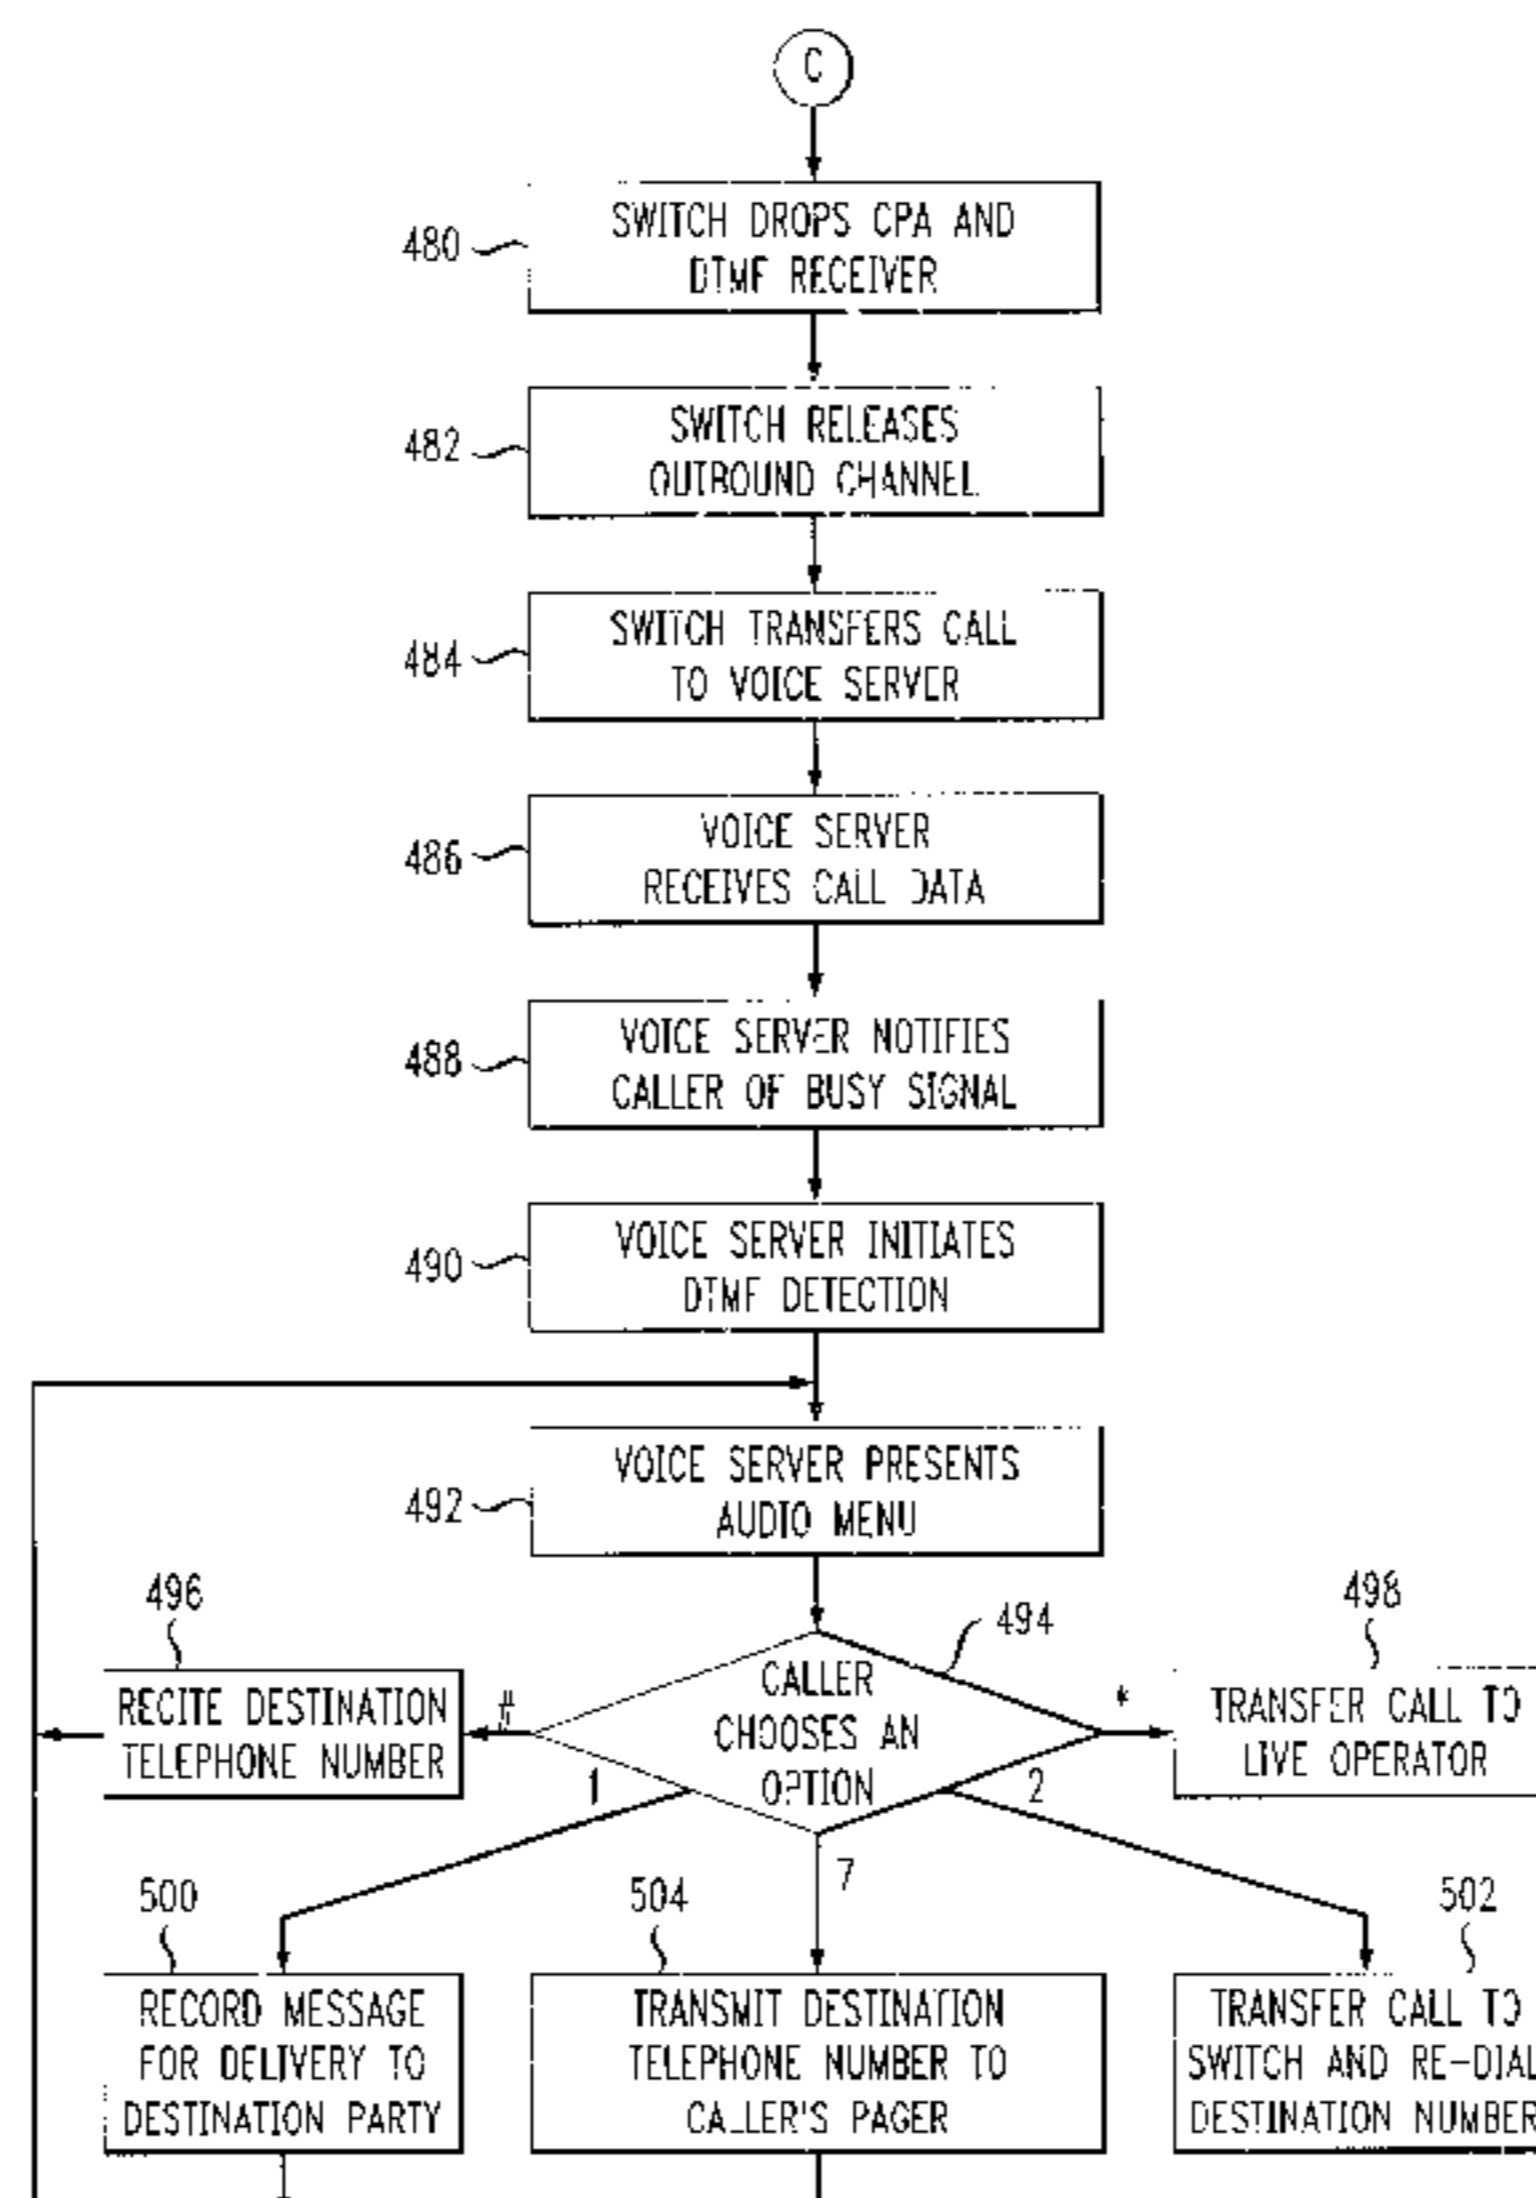 C
480
SWITCH DROPS CPA AND
DTMF RECEIVER
482
SWITCH RELEASES
OUTBOUND CHANNEL
484
SWITCH TRANSFERS CALL
TO VOICE SERVER
486
VOICE SERVER
RECEIVES CALL DATA
488
VOICE SERVER NOTIFIES
CALLER OF BUSY SIGNAL
490
VOICE SERVER INITIATES
DTMF DETECTION
492
VOICE SERVER PRESENTS
AUDIO MENU
496
RECITE DESTINATION
TELEPHONE NUMBER
#
494
CALLER
CHOOSES AN
OPTION
*
498
TRANSFER CALL TO
LIVE OPERATOR
1
7
2
500
RECORD MESSAGE
FOR DELIVERY TO
DESTINATION PARTY
504
TRANSMIT DESTINATION
TELEPHONE NUMBER TO
CALLER'S PAGER
502
TRANSFER CALL TO
SWITCH AND RE-DIAL
DESTINATION NUMBER